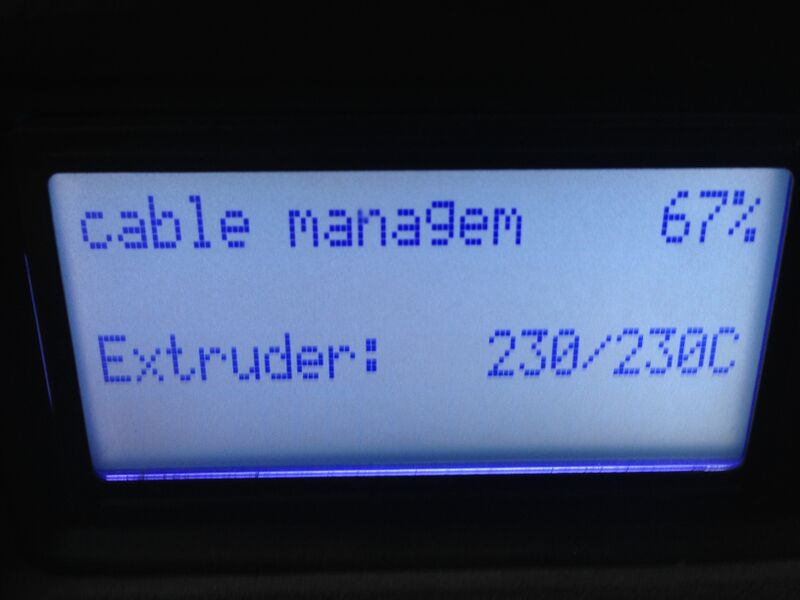 cable managem 67%
Extruder: 230/230C